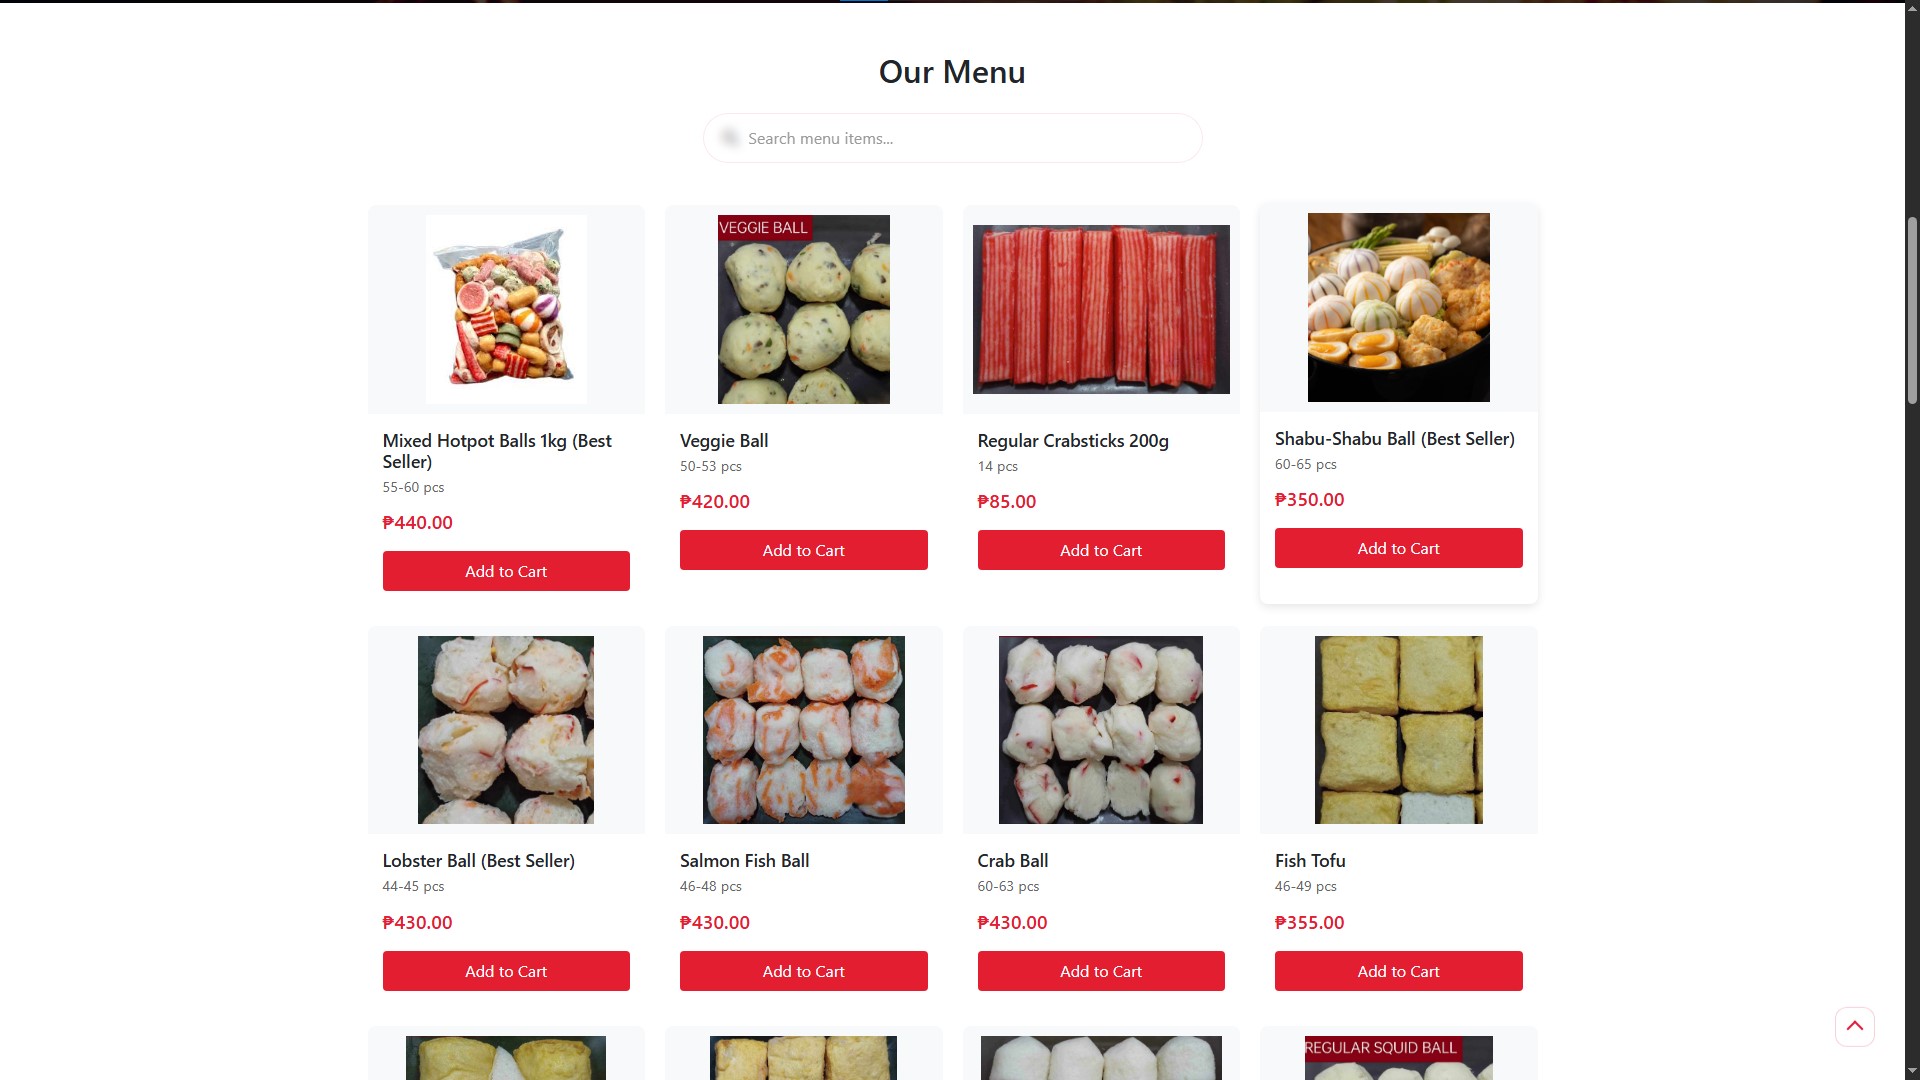 Our Menu
Search menu items...
VEGGIE BALL
Mixed Hotpot Balls 1kg (Best
Seller)
55-60 pcs
₱440.00
Add to Cart
Veggie Ball
50-53 pcs
₱420.00
Add to Cart
Regular Crabsticks 200g
14 pcs
₱85.00
Add to Cart
Shabu-Shabu Ball (Best Seller)
60-65 pcs
₱350.00
Add to Cart
Lobster Ball (Best Seller)
44-45 pcs
₱430.00
Add to Cart
Salmon Fish Ball
46-48 pcs
₱430.00
Add to Cart
Crab Ball
60-63 pcs
₱430.00
Add to Cart
Fish Tofu
46-49 pcs
₱355.00
Add to Cart
REGULAR SQUID BALL